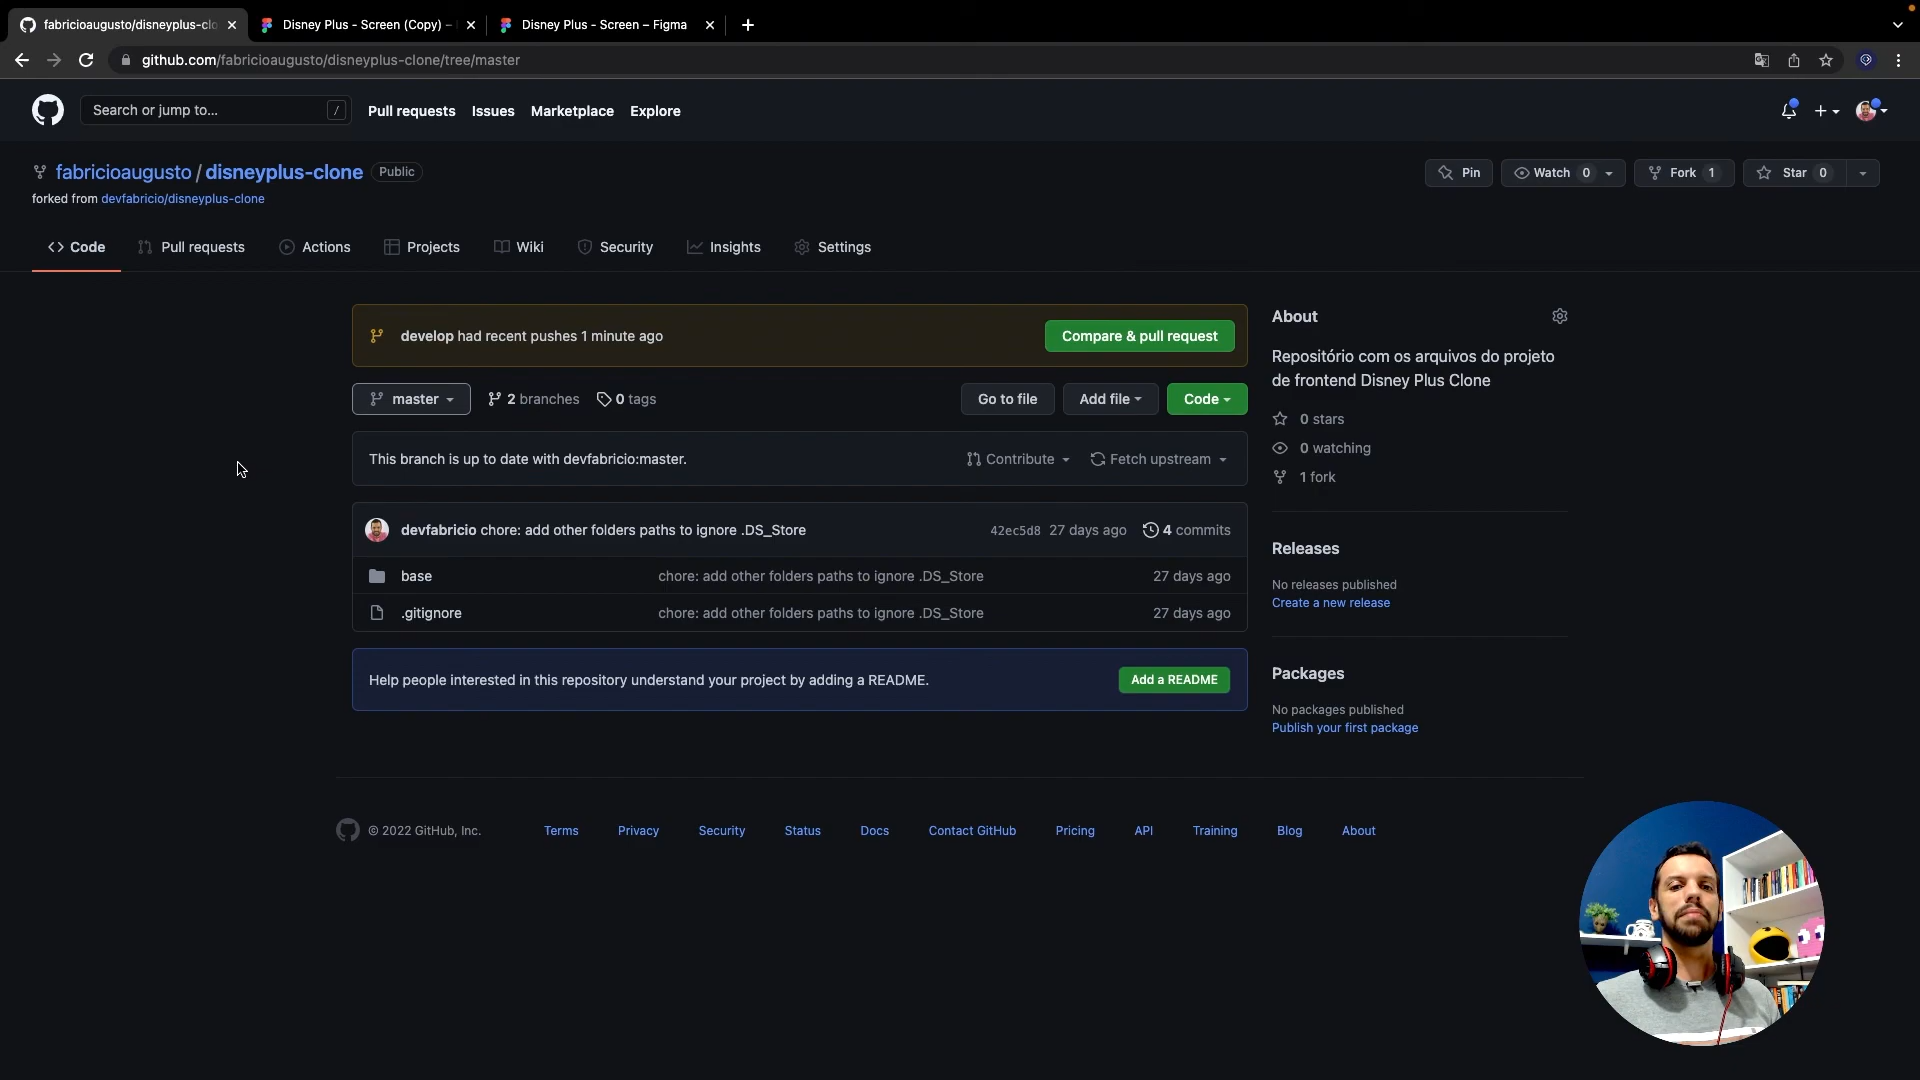 fabricioaugusto/disneyplus-clo
Disney Plus - Screen (Copy) –
Disney Plus - Screen – Figma
github.com/fabricioaugusto/disneyplus-clone/tree/master
Search or jump to...
/
Pull requests
Issues
Marketplace
Explore
fabricioaugusto / disneyplus-clone
Public
forked from devfabricio/disneyplus-clone
Pin
Watch 0
Fork 1
Star 0
Code
Pull requests
Actions
Projects
Wiki
Security
Insights
Settings
develop had recent pushes 1 minute ago
Compare & pull request
master
2 branches
0 tags
Go to file
Add file
Code
This branch is up to date with devfabricio:master.
Contribute
Fetch upstream
devfabricio chore: add other folders paths to ignore .DS_Store
42ec5d8 27 days ago
4 commits
base
chore: add other folders paths to ignore .DS_Store
27 days ago
.gitignore
chore: add other folders paths to ignore .DS_Store
27 days ago
Help people interested in this repository understand your project by adding a README.
Add a README
About
Repositório com os arquivos do projeto
de frontend Disney Plus Clone
0 stars
0 watching
1 fork
Releases
No releases published
Create a new release
Packages
No packages published
Publish your first package
© 2022 GitHub, Inc.
Terms
Privacy
Security
Status
Docs
Contact GitHub
Pricing
API
Training
Blog
About